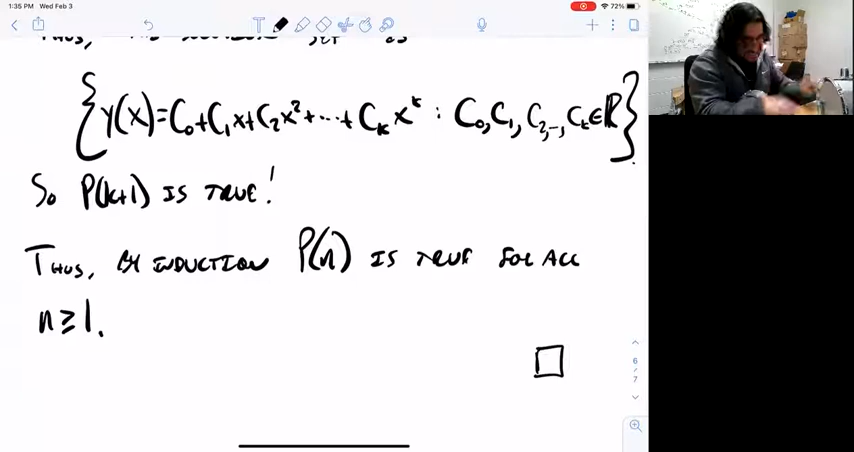 1:35 PM Wed Feb 3
72%
{y(x)=C₀+C₁x+C₂x²+⋯+Cₖxᵏ : C₀,C₁,C₂,…,Cₖ∈ℝ}.
So P(k+1) IS TRUE!
THUS, BY INDUCTION P(n) IS TRUE FOR ALL
n≥1.
6
/
7